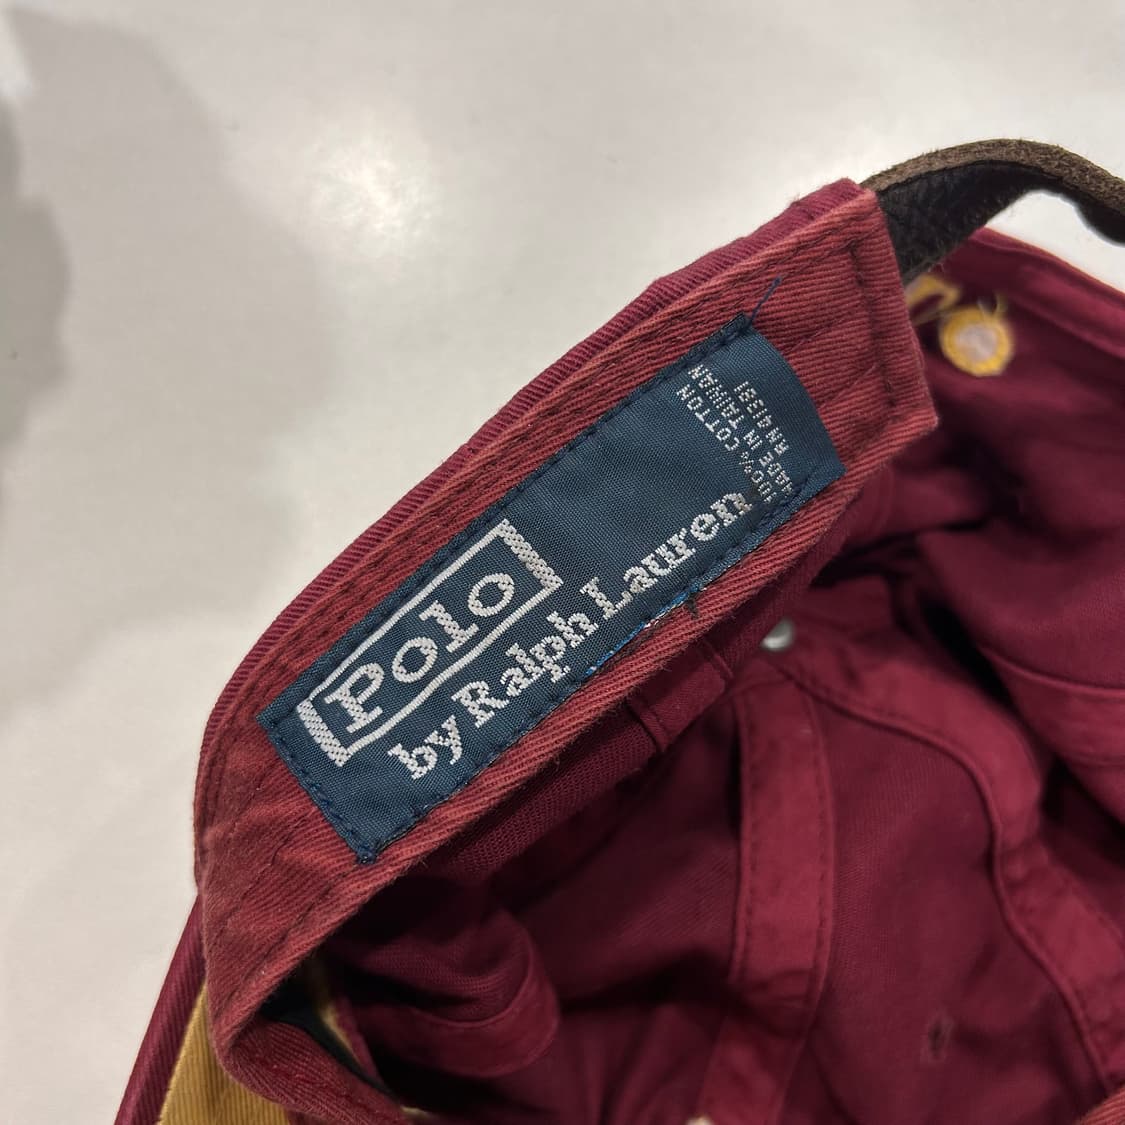 Polo
by Ralph Lauren
100% COTTON
MADE IN TAIWAN
RN 41381